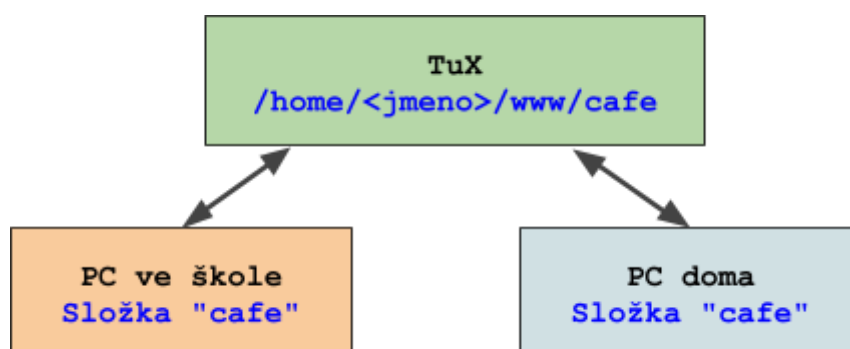 TuX
/home/<jmeno>/www/cafe
PC ve škole
Složka "cafe"
PC doma
Složka "cafe"